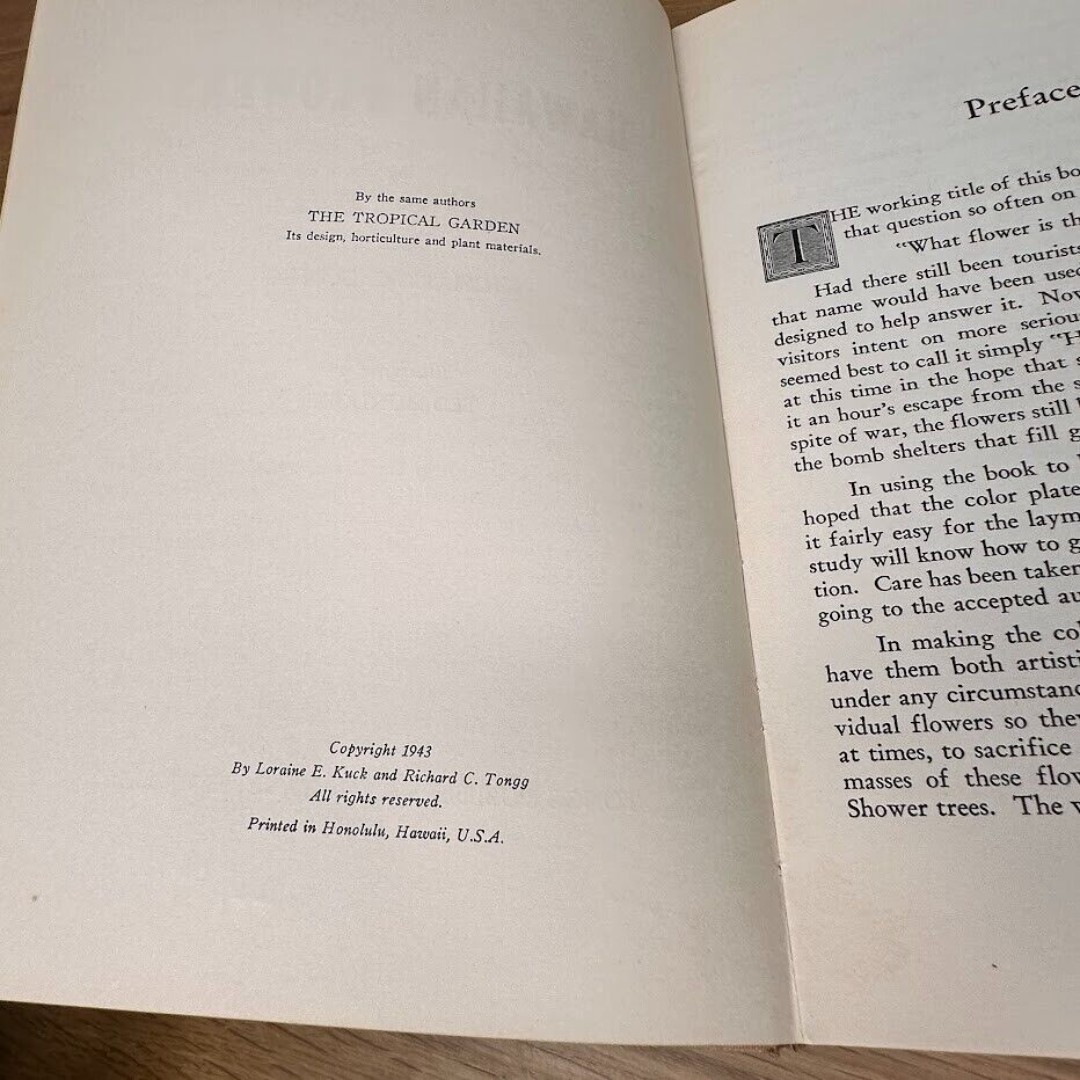 By the same authors
THE TROPICAL GARDEN
Its design, horticulture and plant materials.
Copyright 1943
By Loraine E. Kuck and Richard C. Tongg
All rights reserved.
Printed in Honolulu, Hawaii, U.S.A.
Preface
THE working title of this bo
that question so often on
"What flower is th
Had there still been tourists
that name would have been used
designed to help answer it. Now
visitors intent on more seriou
seemed best to call it simply "H
at this time in the hope that s
it an hour's escape from the s
spite of war, the flowers still b
the bomb shelters that fill g
In using the book to
hoped that the color plate
it fairly easy for the laym
study will know how to g
tion. Care has been taken
going to the accepted au
In making the col
have them both artisti
under any circumstanc
vidual flowers so they
at times, to sacrifice
masses of these flow
Shower trees. The w